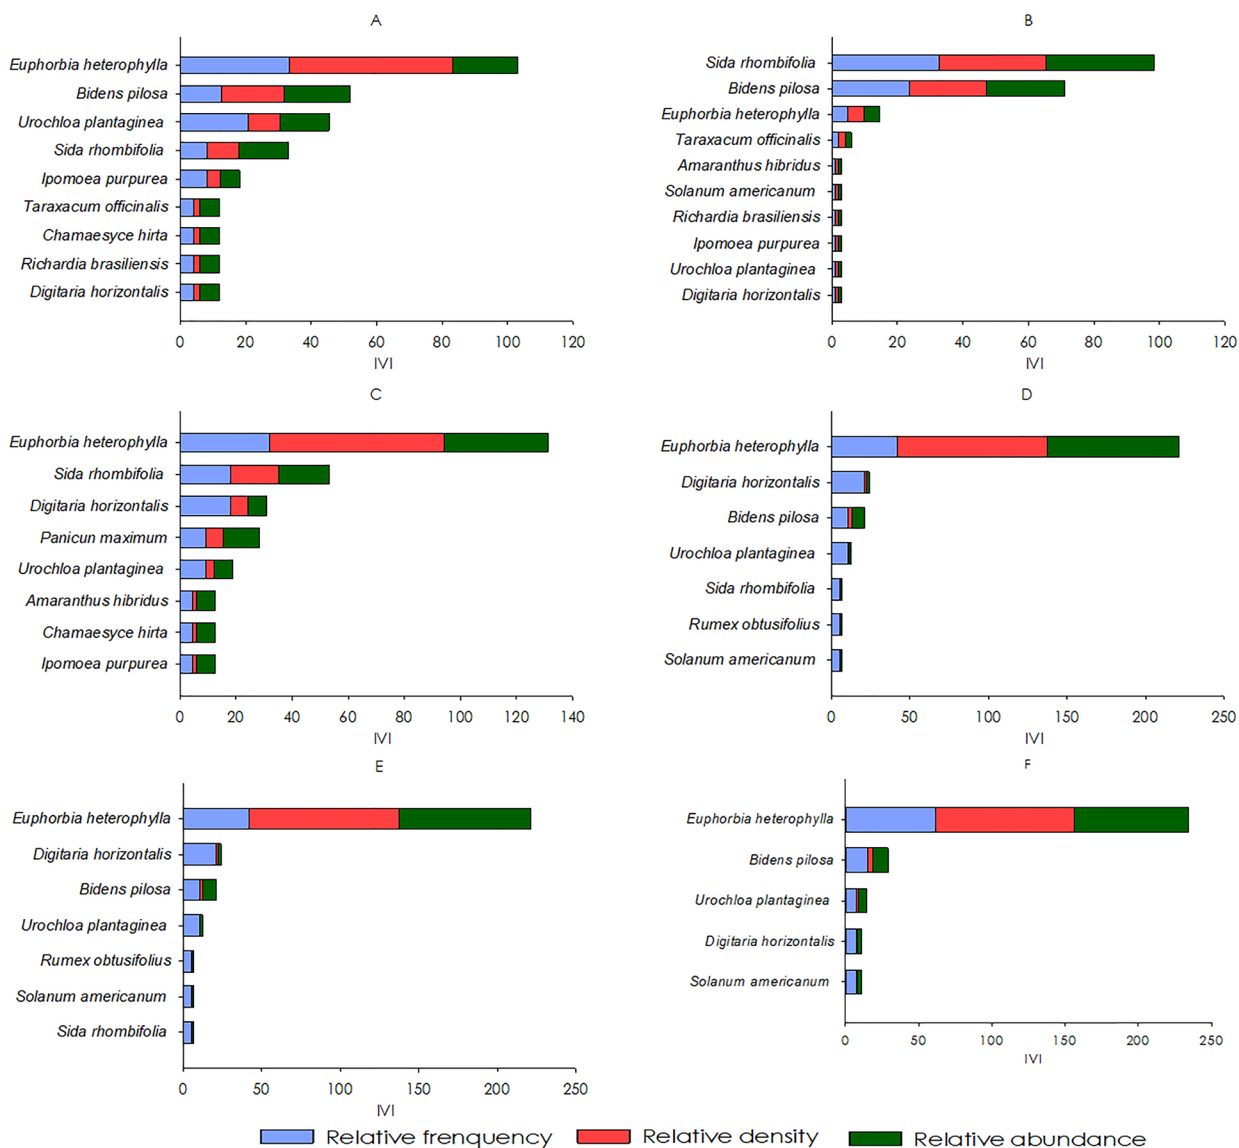 A
Euphorbia heterophylla
Bidens pilosa
Urochloa plantaginea
Sida rhombifolia
Ipomoea purpurea
Taraxacum officinalis
Chamaesyce hirta
Richardia brasiliensis
Digitaria horizontalis
0 20 40 60 80 100 120
IVI
B
Sida rhombifolia
Bidens pilosa
Euphorbia heterophylla
Taraxacum officinalis
Amaranthus hibridus
Solanum americanum
Richardia brasiliensis
Ipomoea purpurea
Urochloa plantaginea
Digitaria horizontalis
0 20 40 60 80 100 120
IVI
C
Euphorbia heterophylla
Sida rhombifolia
Digitaria horizontalis
Panicun maximum
Urochloa plantaginea
Amaranthus hibridus
Chamaesyce hirta
Ipomoea purpurea
0 20 40 60 80 100 120 140
IVI
D
Euphorbia heterophylla
Digitaria horizontalis
Bidens pilosa
Urochloa plantaginea
Sida rhombifolia
Rumex obtusifolius
Solanum americanum
0 50 100 150 200 250
IVI
E
Euphorbia heterophylla
Digitaria horizontalis
Bidens pilosa
Urochloa plantaginea
Rumex obtusifolius
Solanum americanum
Sida rhombifolia
0 50 100 150 200 250
IVI
F
Euphorbia heterophylla
Bidens pilosa
Urochloa plantaginea
Digitaria horizontalis
Solanum americanum
0 50 100 150 200 250
IVI
Relative frenquency Relative density Relative abundance